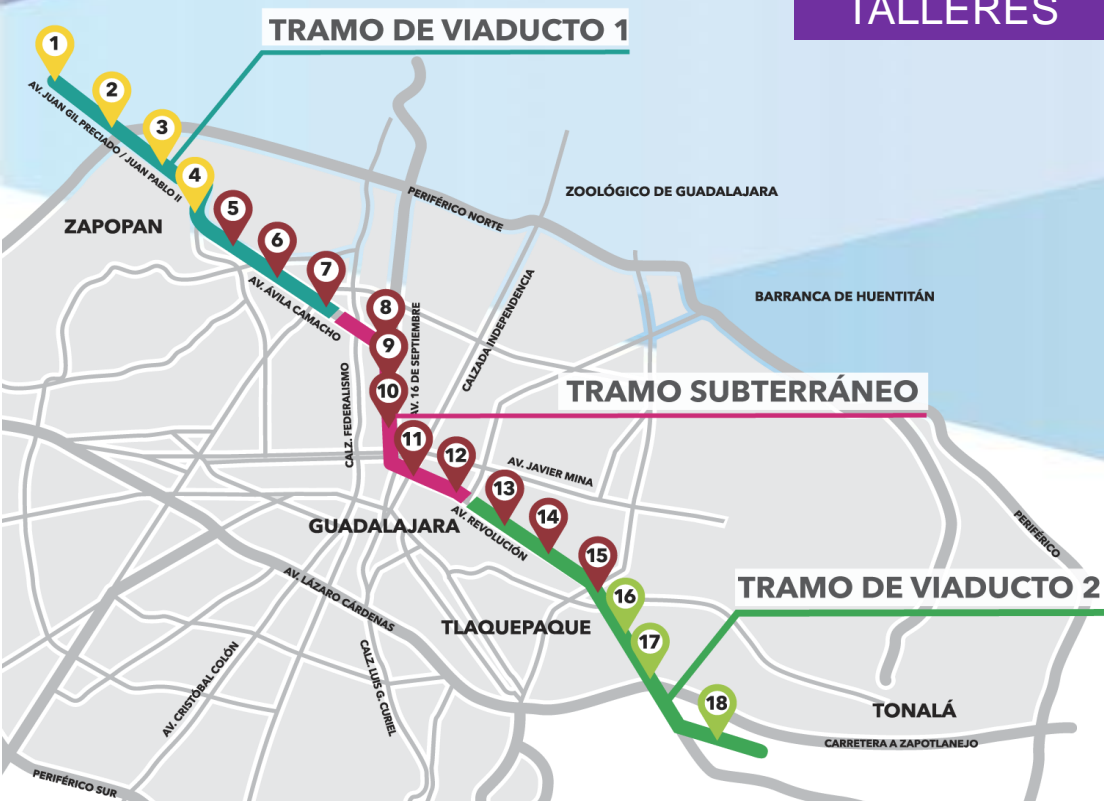 TALLERES
TRAMO DE VIADUCTO 1
1
2
3
4
AV. JUAN GIL PRECIADO / JUAN PABLO II
ZAPOPAN
5
6
7
PERIFÉRICO NORTE
ZOOLÓGICO DE GUADALAJARA
AV. ÁVILA CAMACHO
8
9
10
AV. 16 DE SEPTIEMBRE
CALZADA INDEPENDENCIA
BARRANCA DE HUENTITÁN
CALZ. FEDERALISMO
TRAMO SUBTERRÁNEO
11
12
AV. JAVIER MINA
13
14
15
GUADALAJARA
AV. REVOLUCIÓN
PERIFÉRICO
AV. LÁZARO CÁRDENAS
16
TRAMO DE VIADUCTO 2
TLAQUEPAQUE
17
18
AV. CRISTÓBAL COLÓN
CALZ. LUIS G. CURIEL
TONALÁ
CARRETERA A ZAPOTLANEJO
PERIFÉRICO SUR